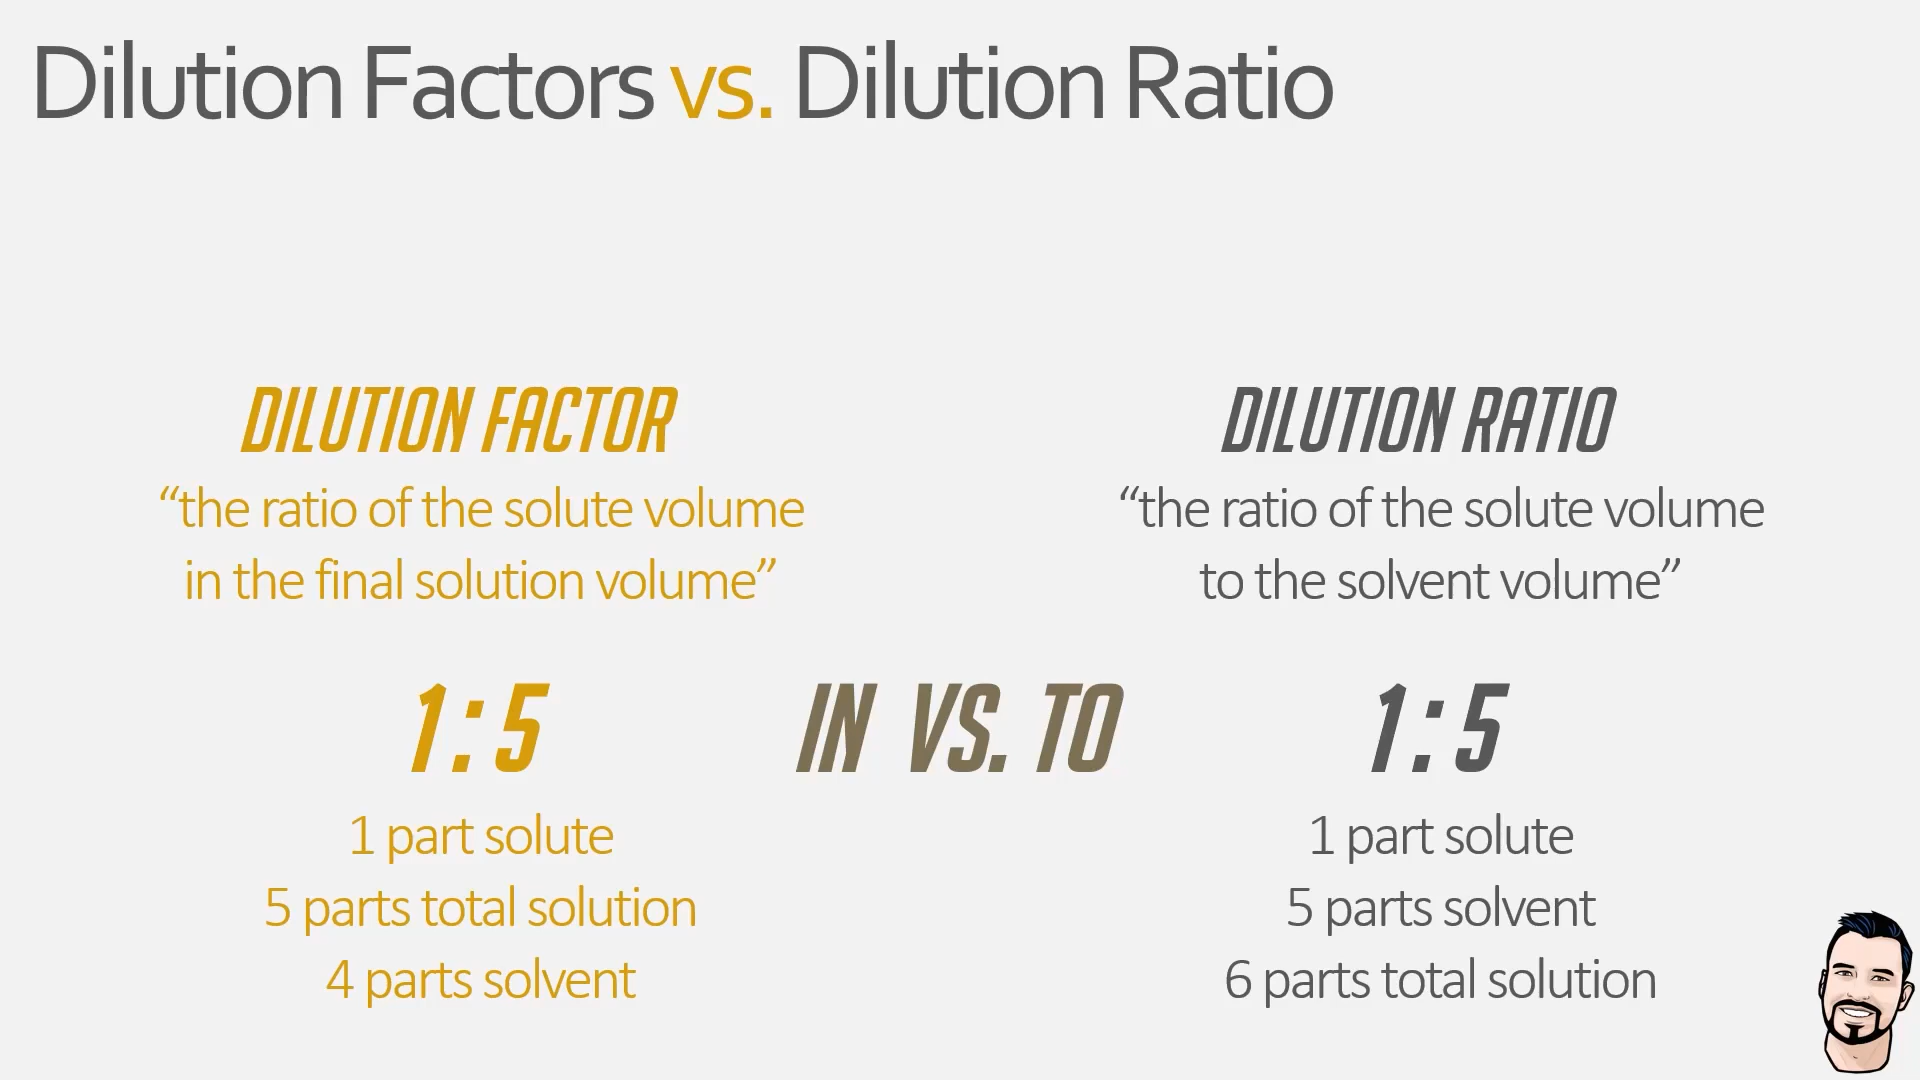 Dilution Factors vs. Dilution Ratio
DILUTION FACTOR
“the ratio of the solute volume
in the final solution volume”
1 : 5
1 part solute
5 parts total solution
4 parts solvent
IN VS. TO
DILUTION RATIO
“the ratio of the solute volume
to the solvent volume”
1 : 5
1 part solute
5 parts solvent
6 parts total solution